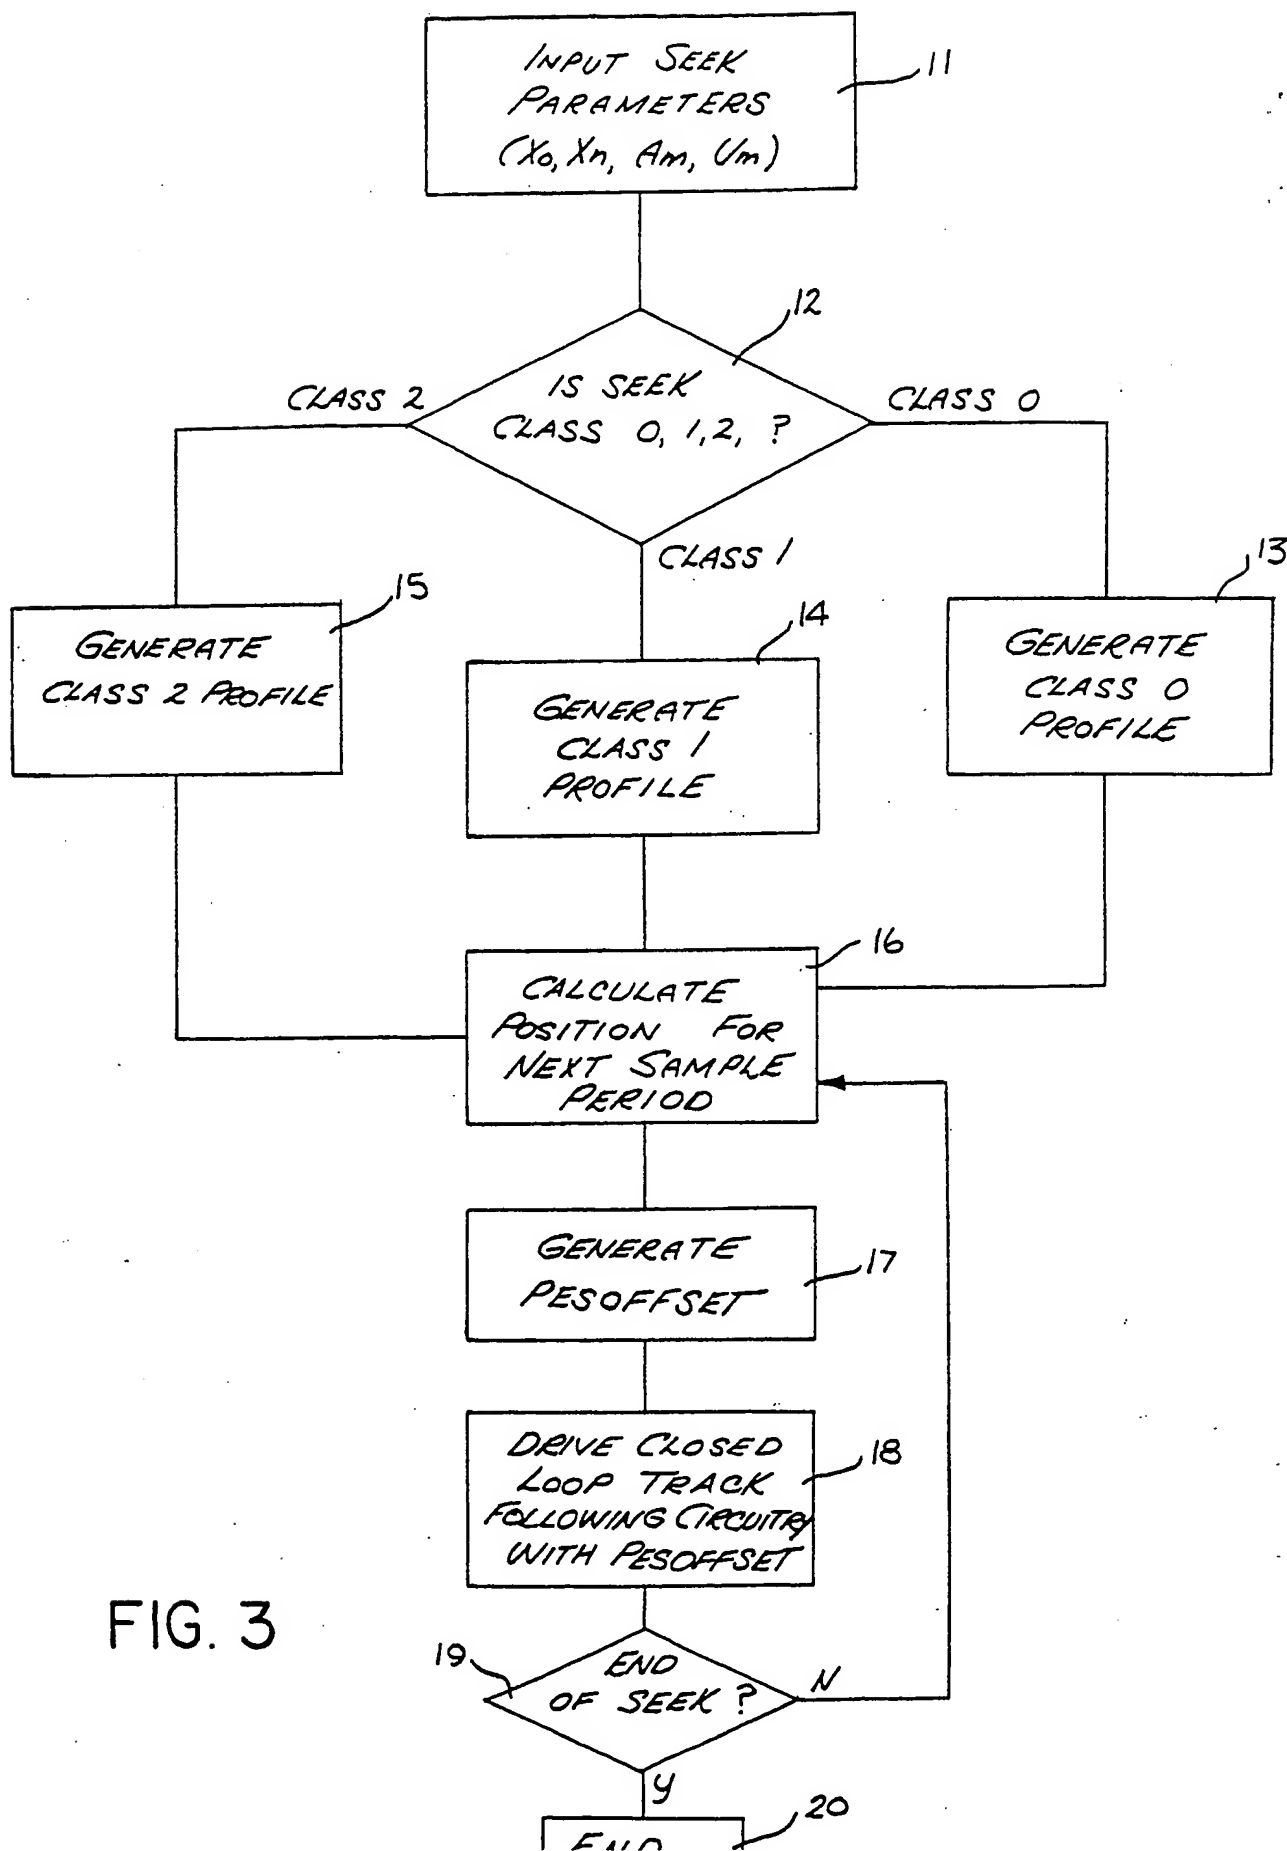 INPUT SEEK
PARAMETERS
(Xo, Xn, Am, Um)
11
12
IS SEEK
CLASS 0, 1, 2, ?
CLASS 2
CLASS 0
CLASS 1
15
GENERATE
CLASS 2 PROFILE
14
GENERATE
CLASS 1
PROFILE
13
GENERATE
CLASS 0
PROFILE
16
CALCULATE
POSITION FOR
NEXT SAMPLE
PERIOD
GENERATE
PESOFFSET
17
DRIVE CLOSED
LOOP TRACK
FOLLOWING CIRCUITRY
WITH PESOFFSET
18
FIG. 3
19
END
OF SEEK ?
N
Y
20
END